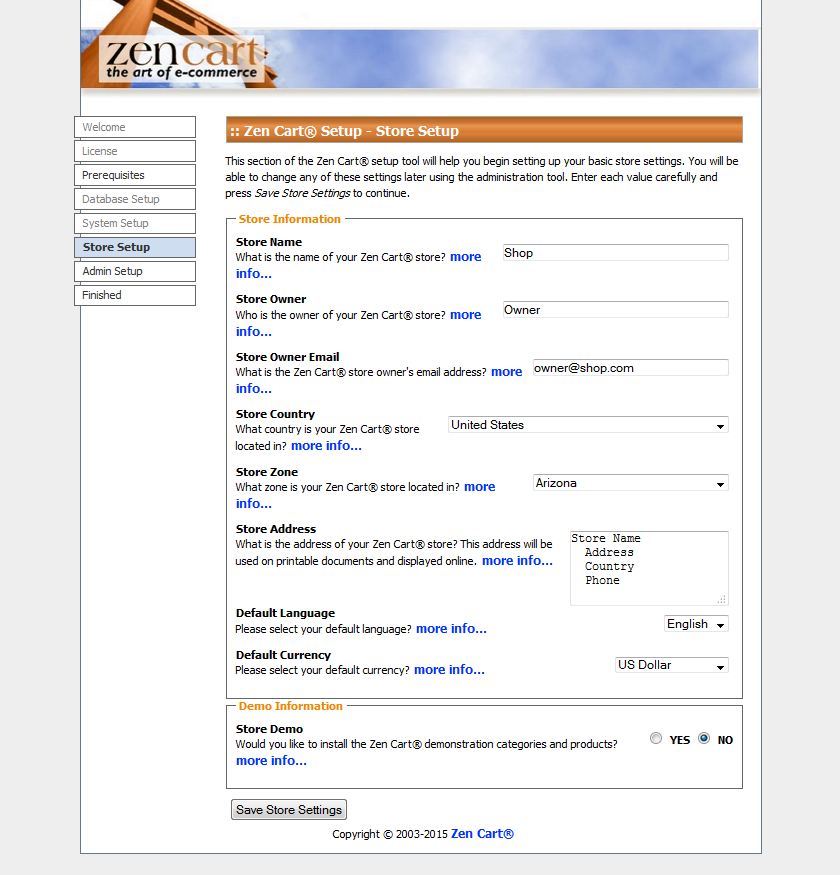 zencart
the art of e-commerce
Welcome
License
Prerequisites
Database Setup
System Setup
Store Setup
Admin Setup
Finished
:: Zen Cart® Setup - Store Setup
This section of the Zen Cart® setup tool will help you begin setting up your basic store settings. You will be
able to change any of these settings later using the administration tool. Enter each value carefully and
press Save Store Settings to continue.
Store Information
Store Name
What is the name of your Zen Cart® store? more
info...
Shop
Store Owner
Who is the owner of your Zen Cart® store? more
info...
Owner
Store Owner Email
What is the Zen Cart® store owner's email address? more
info...
owner@shop.com
Store Country
What country is your Zen Cart® store
located in? more info...
United States
Store Zone
What zone is your Zen Cart® store located in? more
info...
Arizona
Store Address
What is the address of your Zen Cart® store? This address will be
used on printable documents and displayed online. more info...
Store Name
Address
Country
Phone
Default Language
Please select your default language? more info...
English
Default Currency
Please select your default currency? more info...
US Dollar
Demo Information
Store Demo
Would you like to install the Zen Cart® demonstration categories and products?
more info...
YES NO
Save Store Settings
Copyright © 2003-2015 Zen Cart®